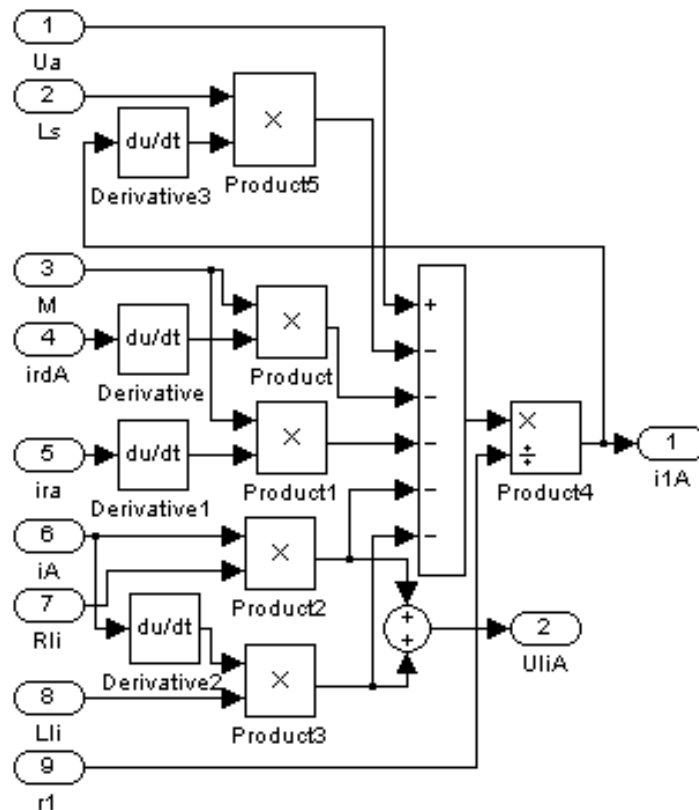 1
Ua
2
Ls
du/dt
Derivative3
×
Product5
3
M
4
irdA
du/dt
Derivative
×
Product
5
ira
du/dt
Derivative1
×
Product1
+
−
−
−
−
−
×
÷
Product4
1
i1A
6
iA
7
Rli
×
Product2
du/dt
Derivative2
+
+
2
UliA
8
Lli
×
Product3
9
r1